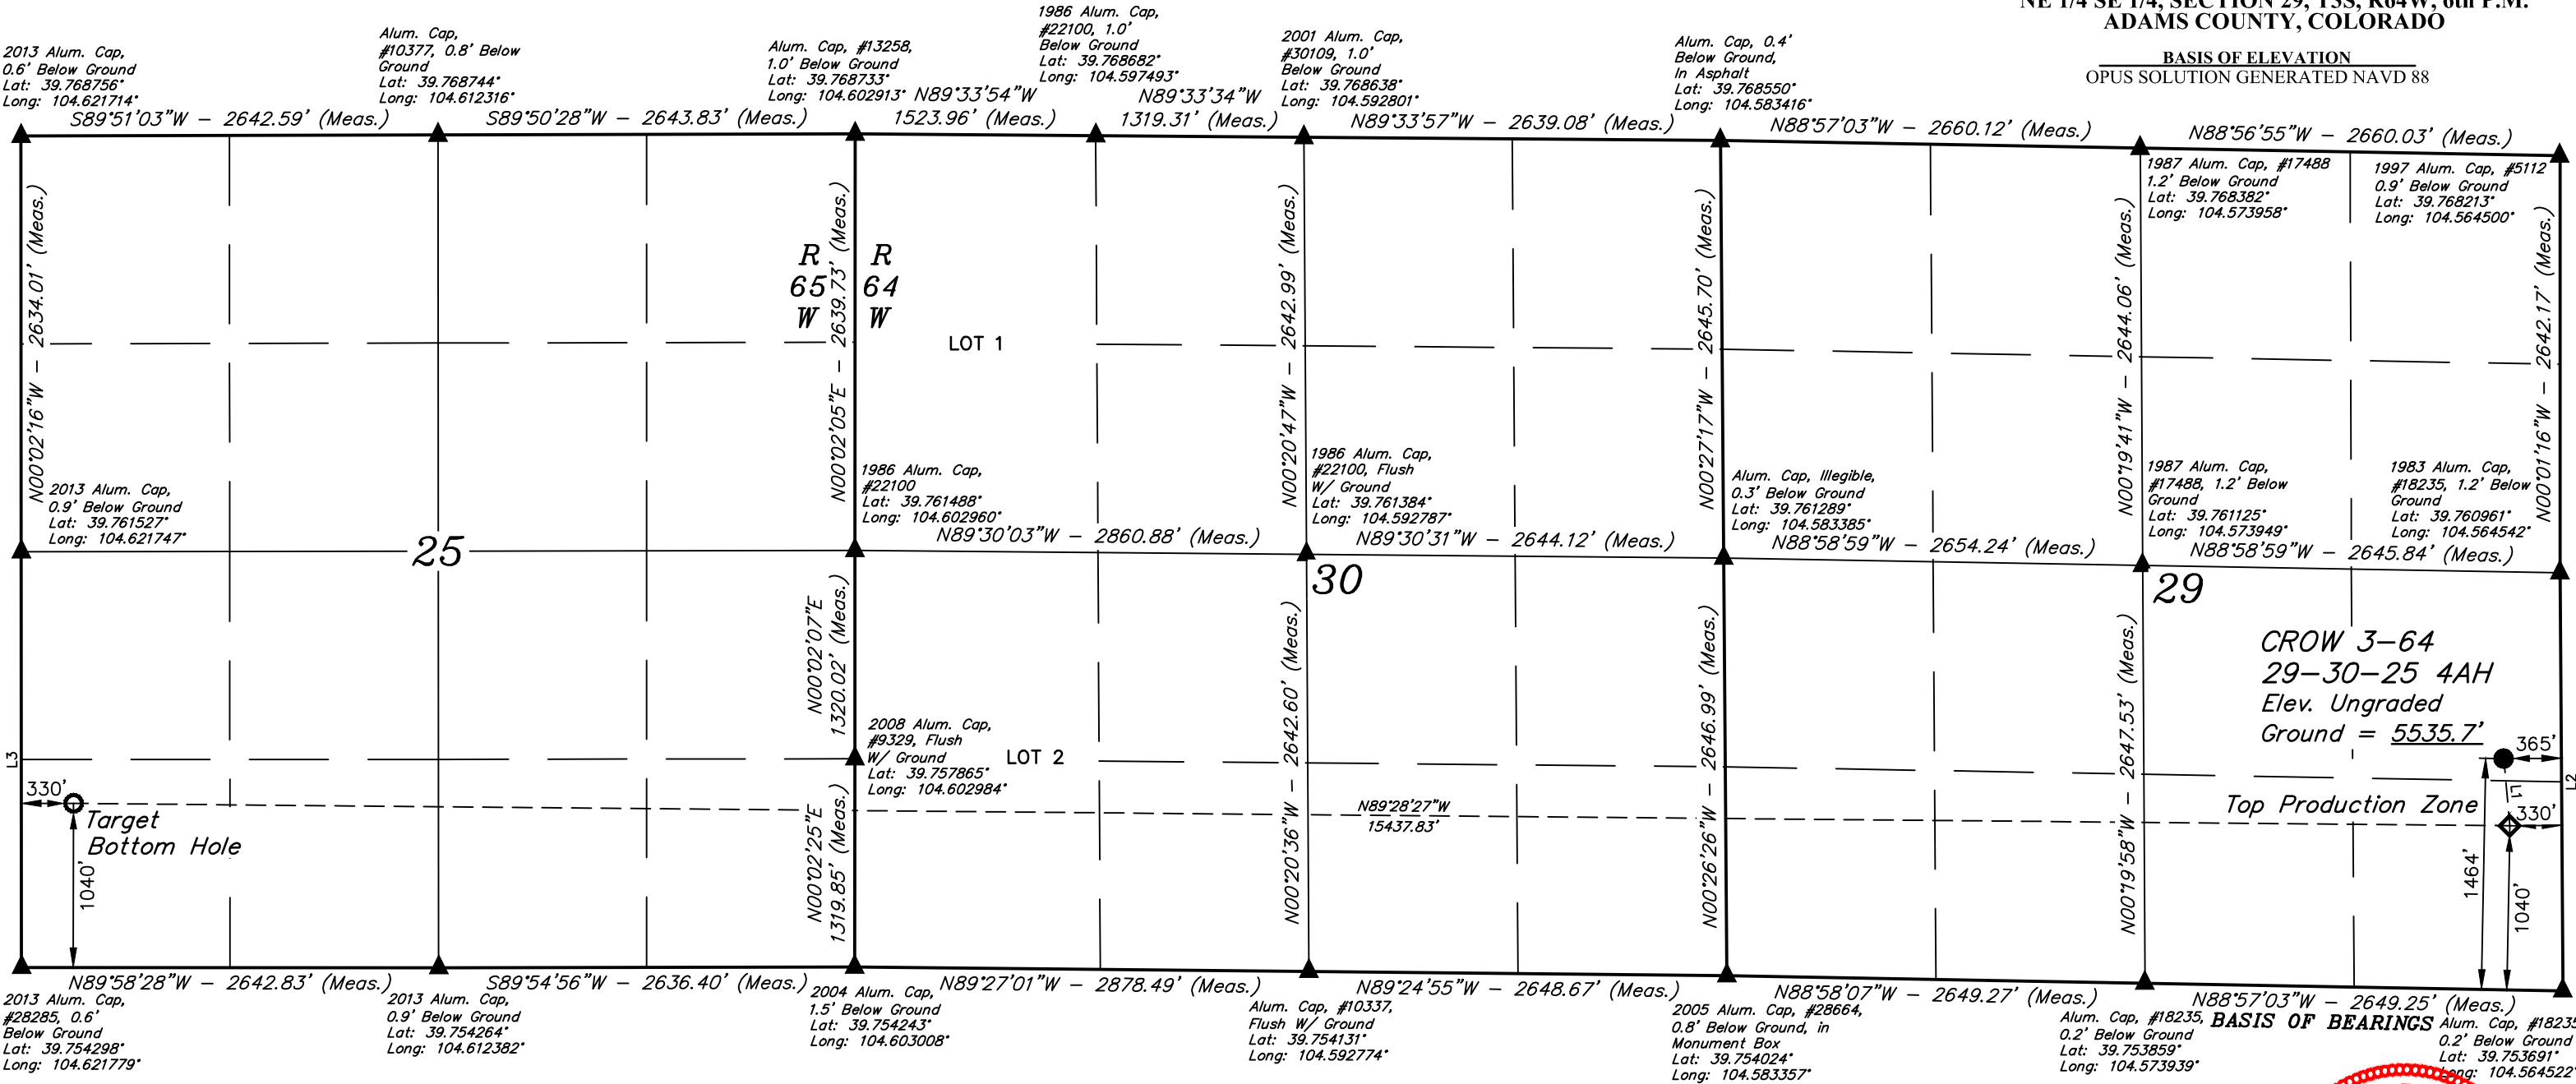 NE 1/4 SE 1/4, SECTION 29, T3S, R64W, 6th P.M.
ADAMS COUNTY, COLORADO
BASIS OF ELEVATION
OPUS SOLUTION GENERATED NAVD 88
2013 Alum. Cap,
0.6' Below Ground
Lat: 39.768756°
Long: 104.621714°
Alum. Cap,
#10377, 0.8' Below
Ground
Lat: 39.768744°
Long: 104.612316°
Alum. Cap, #13258,
1.0' Below Ground
Lat: 39.768733°
Long: 104.602913°
1986 Alum. Cap,
#22100, 1.0'
Below Ground
Lat: 39.768682°
Long: 104.597493°
2001 Alum. Cap,
#30109, 1.0'
Below Ground
Lat: 39.768638°
Long: 104.592801°
Alum. Cap, 0.4'
Below Ground,
In Asphalt
Lat: 39.768550°
Long: 104.583416°
S89°51'03"W – 2642.59' (Meas.)
S89°50'28"W – 2643.83' (Meas.)
N89°33'54"W
1523.96' (Meas.)
N89°33'34"W
1319.31' (Meas.)
N89°33'57"W – 2639.08' (Meas.)
N88°57'03"W – 2660.12' (Meas.)
N88°56'55"W – 2660.03' (Meas.)
1987 Alum. Cap, #17488
1.2' Below Ground
Lat: 39.768382°
Long: 104.573958°
1997 Alum. Cap, #5112
0.9' Below Ground
Lat: 39.768213°
Long: 104.564500°
N00°02'16"W – 2634.01' (Meas.)
R
65
W
N00°02'05"E – 2639.73' (Meas.)
R
64
W
LOT 1
N00°20'47"W – 2642.99' (Meas.)
N00°27'17"W – 2645.70' (Meas.)
N00°19'41"W – 2644.06' (Meas.)
N00°01'16"W – 2642.17' (Meas.)
2013 Alum. Cap,
0.9' Below Ground
Lat: 39.761527°
Long: 104.621747°
1986 Alum. Cap,
#22100
Lat: 39.761488°
Long: 104.602960°
1986 Alum. Cap,
#22100, Flush
W/ Ground
Lat: 39.761384°
Long: 104.592787°
Alum. Cap, Illegible,
0.3' Below Ground
Lat: 39.761289°
Long: 104.583385°
1987 Alum. Cap,
#17488, 1.2' Below
Ground
Lat: 39.761125°
Long: 104.573949°
1983 Alum. Cap,
#18235, 1.2' Below
Ground
Lat: 39.760961°
Long: 104.564542°
N89°30'03"W – 2860.88' (Meas.)
N89°30'31"W – 2644.12' (Meas.)
N88°58'59"W – 2654.24' (Meas.)
N88°58'59"W – 2645.84' (Meas.)
25
30
29
N00°02'07"E
1320.02' (Meas.)
N00°20'36"W – 2642.60' (Meas.)
N00°26'26"W – 2646.99' (Meas.)
N00°19'58"W – 2647.53' (Meas.)
CROW 3-64
29-30-25 4AH
Elev. Ungraded
Ground = 5535.7'
2008 Alum. Cap,
#9329, Flush
W/ Ground
Lat: 39.757865°
Long: 104.602984°
LOT 2
L3
365'
L2
330'
Target
Bottom Hole
1040'
N00°02'25"E
1319.85' (Meas.)
N89°28'27"W
15437.83'
Top Production Zone
L1
330'
1464'
1040'
N89°58'28"W – 2642.83' (Meas.)
S89°54'56"W – 2636.40' (Meas.)
N89°27'01"W – 2878.49' (Meas.)
N89°24'55"W – 2648.67' (Meas.)
N88°58'07"W – 2649.27' (Meas.)
N88°57'03"W – 2649.25' (Meas.)
BASIS OF BEARINGS
2013 Alum. Cap,
#28285, 0.6'
Below Ground
Lat: 39.754298°
Long: 104.621779°
2013 Alum. Cap,
0.9' Below Ground
Lat: 39.754264°
Long: 104.612382°
2004 Alum. Cap,
1.5' Below Ground
Lat: 39.754243°
Long: 104.603008°
Alum. Cap, #10337,
Flush W/ Ground
Lat: 39.754131°
Long: 104.592774°
2005 Alum. Cap, #28664,
0.8' Below Ground, in
Monument Box
Lat: 39.754024°
Long: 104.583357°
Alum. Cap, #18235,
0.2' Below Ground
Lat: 39.753859°
Long: 104.573939°
Alum. Cap, #18235
0.2' Below Ground
Lat: 39.753691°
Long: 104.564522°